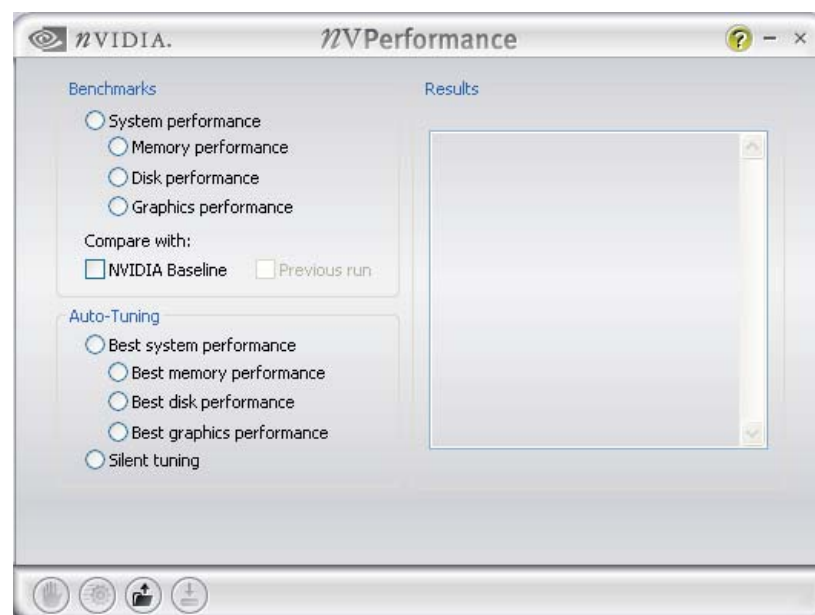 nVIDIA.
nVPerformance
?
Benchmarks
System performance
Memory performance
Disk performance
Graphics performance
Compare with:
NVIDIA Baseline
Previous run
Auto-Tuning
Best system performance
Best memory performance
Best disk performance
Best graphics performance
Silent tuning
Results